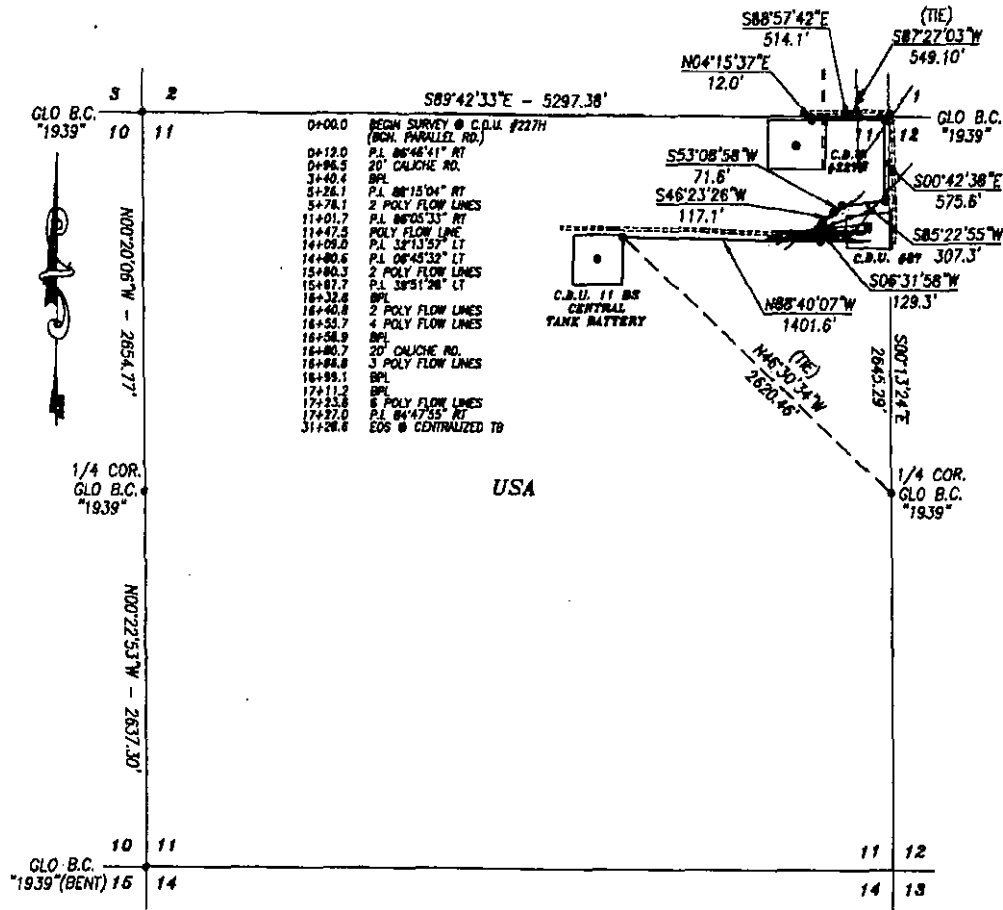 S88°57'42"E
514.1'
(TIE)
S87°27'03"W
549.10'
N04°15'37"E
12.0'
3 2
S89°42'33"E - 5297.38'
1
GLO B.C.
"1939"
10 11
11 12
GLO B.C.
"1939"
0+00.0 BEGIN SURVEY @ C.D.U. #227H
(BGN. PARALLEL RD.)
0+12.0 P.I. 86°46'41" RT
0+96.5 20' CALICHE RD.
3+40.4 BPL
5+26.1 P.I. 88°15'04" RT
5+78.1 2 POLY FLOW LINES
11+01.7 P.I. 86°05'33" RT
11+47.5 POLY FLOW LINE
14+09.0 P.I. 32°13'57" LT
14+80.6 P.I. 06°45'32" LT
15+80.3 2 POLY FLOW LINES
15+97.7 P.I. 39°51'28" LT
16+32.8 BPL
16+40.8 2 POLY FLOW LINES
16+55.7 4 POLY FLOW LINES
16+58.9 BPL
16+80.7 20' CALICHE RD.
16+88.8 3 POLY FLOW LINES
16+99.1 BPL
17+11.2 BPL
17+23.8 6 POLY FLOW LINES
17+27.0 P.I. 84°47'55" RT
31+28.6 EOS @ CENTRALIZED TB
C.D.U.
S53°08'58"W
71.6'
S46°23'26"W
117.1'
S00°42'38"E
575.6'
S85°22'55"W
307.3'
C.D.U. #87
S06°31'58"W
129.3'
C.D.U. 11 DS
CENTRAL
TANK BATTERY
N88°40'07"W
1401.6'
N00°20'06"W - 2654.77'
(TIE)
N46°30'34"W
2620.46'
S00°13'24"E
2645.29'
1/4 COR.
GLO B.C.
"1939"
USA
1/4 COR.
GLO B.C.
"1939"
N00°22'53"W - 2637.30'
10 11
GLO B.C.
"1939"(BENT) 15 14
11 12
14 13